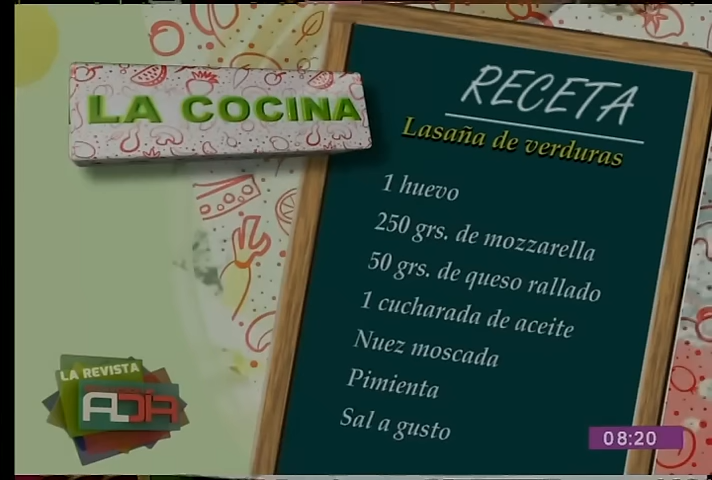 LA COCINA
RECETA
Lasaña de verduras
1 huevo
250 grs. de mozzarella
50 grs. de queso rallado
1 cucharada de aceite
Nuez moscada
Pimienta
Sal a gusto
LA REVISTA
ALDÍA
08:20